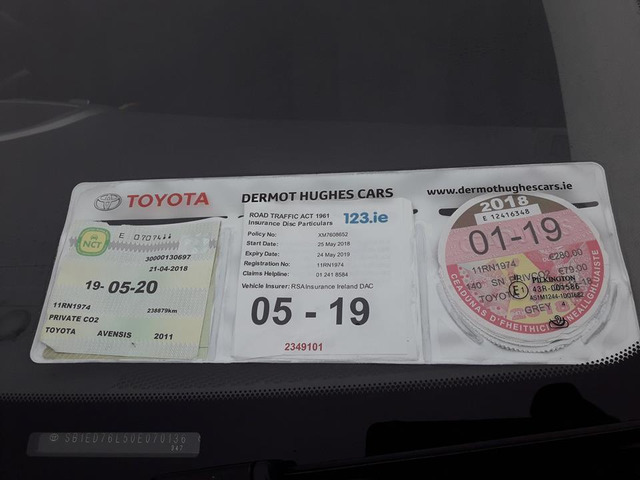 TOYOTA
DERMOT HUGHES CARS
www.dermothughescars.ie
NCT
30000130697
21-04-2018
19-05-20
11RN1974
238879km
PRIVATE CO2
TOYOTA AVENSIS 2011
ROAD TRAFFIC ACT 1961
Insurance Disc Particulars
123.ie
Policy No: XM7608652
Start Date: 25 May 2018
Expiry Date: 24 May 2019
Registration No: 11RN1974
Claims Helpline: 01 241 8584
Vehicle Insurer: RSA Insurance Ireland DAC
05 - 19
2349101
2018
E 12416348
01-19
€280.00
11RN1974
€79.00
140
PILKINGTON
TOYOTA
E1
GREY